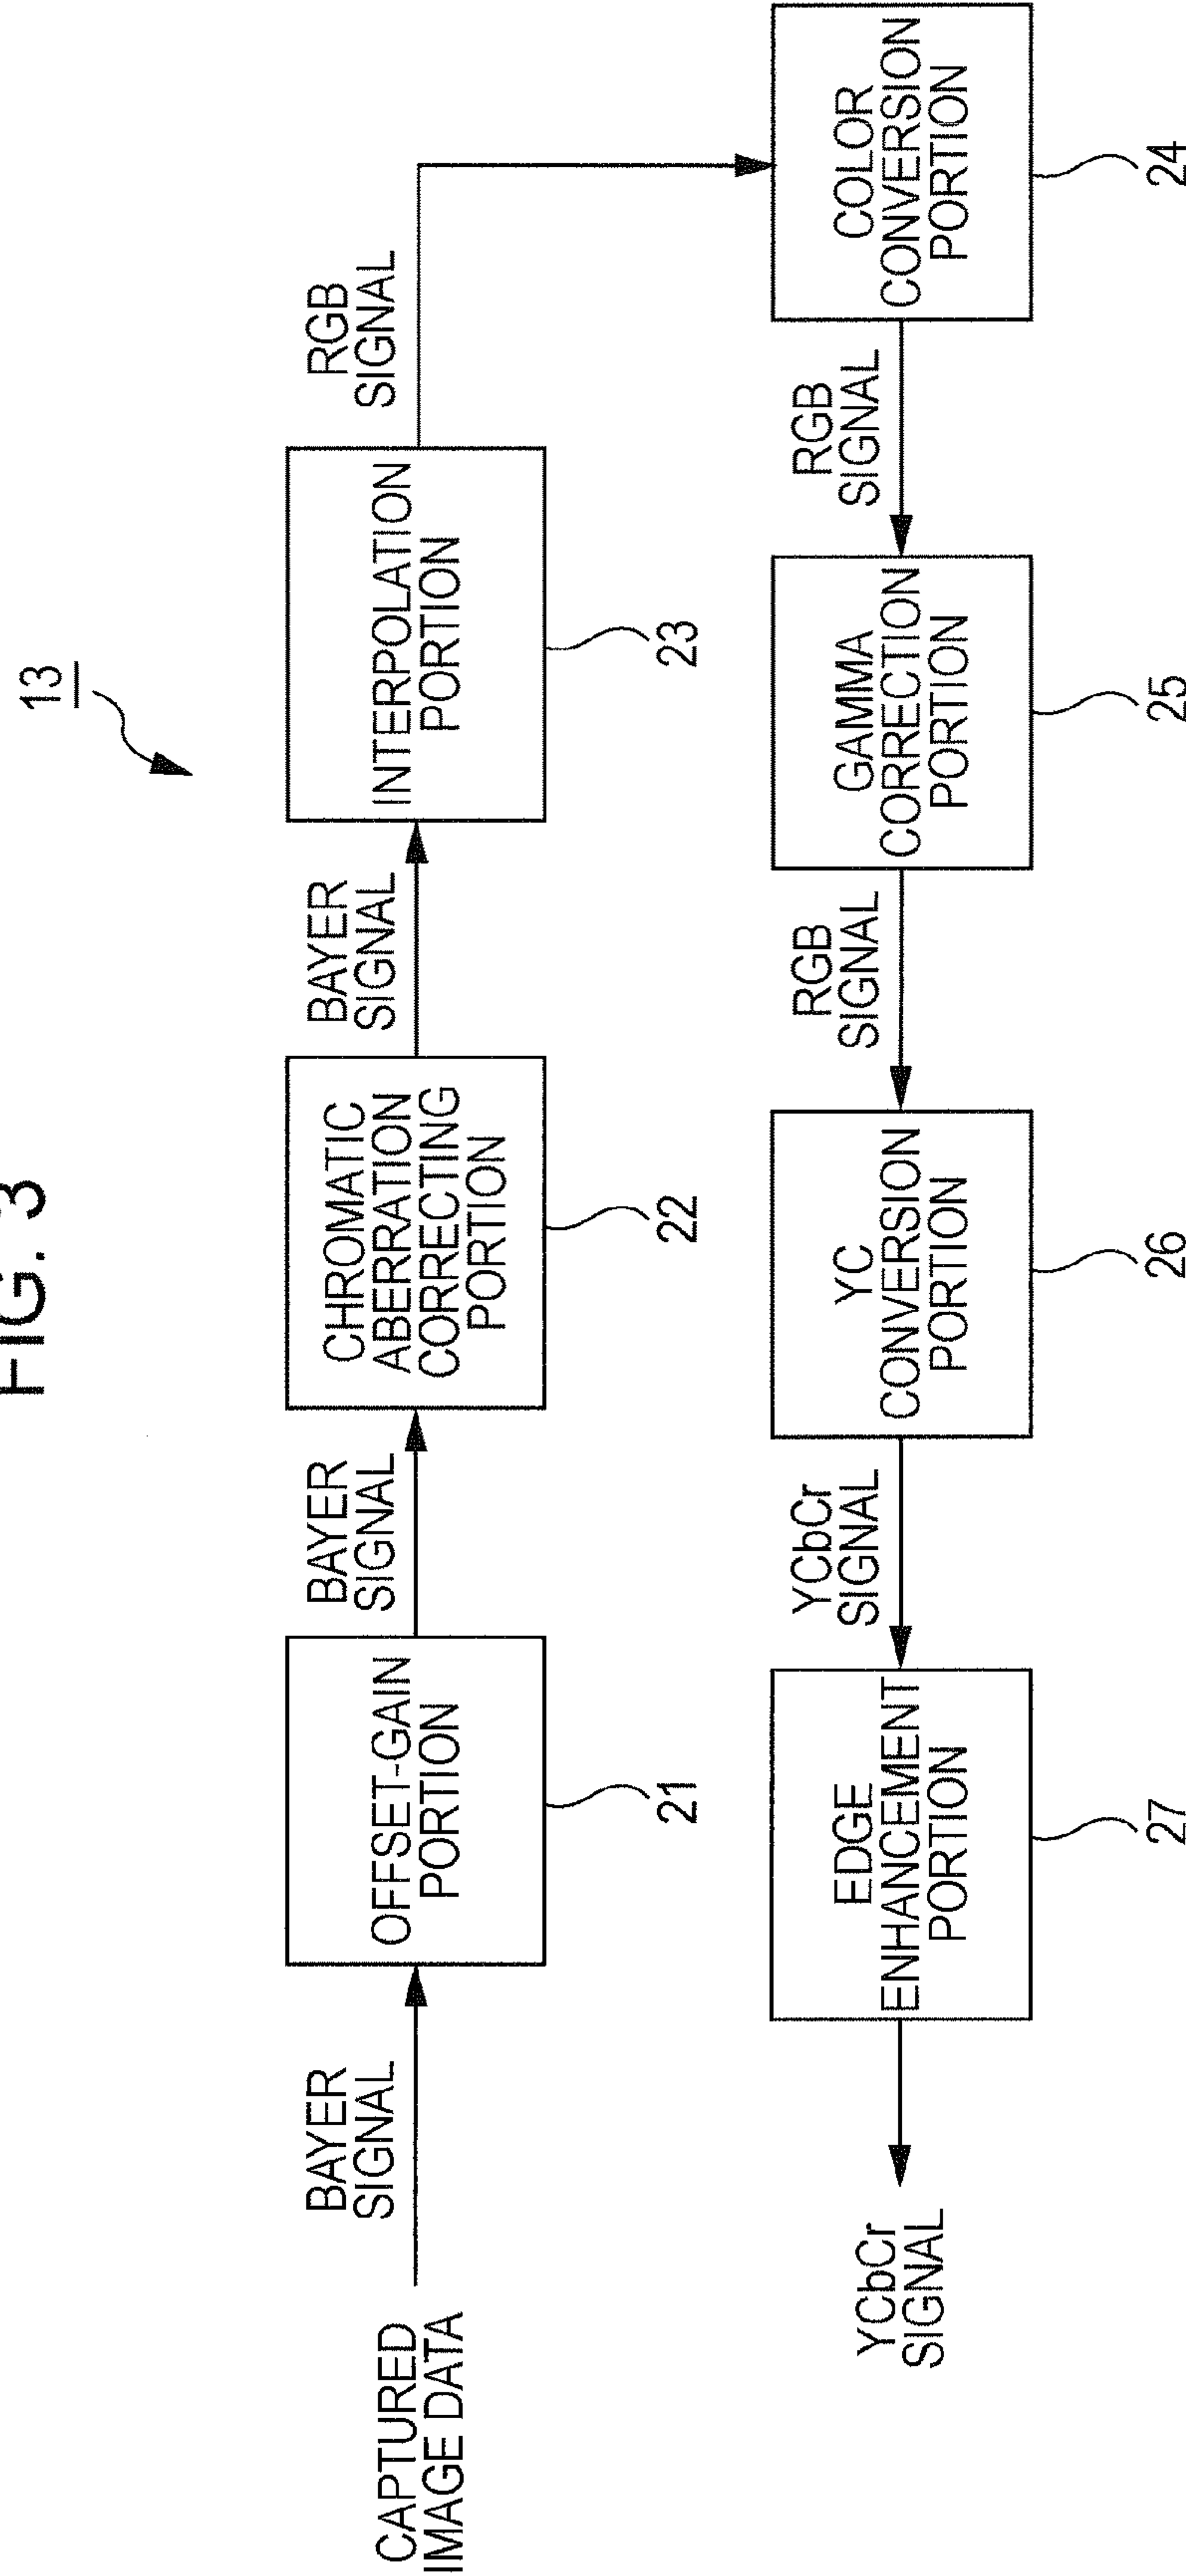 FIG. 3
13
CAPTURED
IMAGE DATA
BAYER
SIGNAL
OFFSET-GAIN
PORTION
21
BAYER
SIGNAL
CHROMATIC
ABERRATION
CORRECTING
PORTION
22
BAYER
SIGNAL
INTERPOLATION
PORTION
23
RGB
SIGNAL
COLOR
CONVERSION
PORTION
24
RGB
SIGNAL
GAMMA
CORRECTION
PORTION
25
RGB
SIGNAL
YC
CONVERSION
PORTION
26
YCbCr
SIGNAL
EDGE
ENHANCEMENT
PORTION
27
YCbCr
SIGNAL